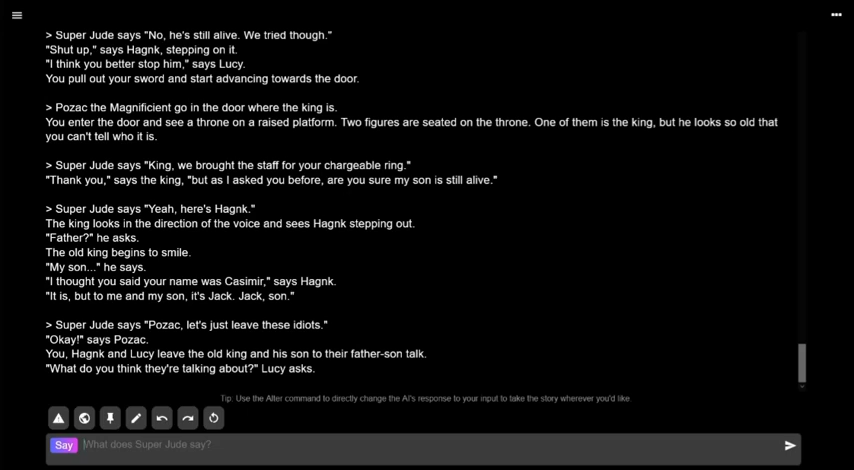 > Super Jude says "No, he's still alive. We tried though."
"Shut up," says Hagnk, stepping on it.
"I think you better stop him," says Lucy.
You pull out your sword and start advancing towards the door.
> Pozac the Magnificient go in the door where the king is.
You enter the door and see a throne on a raised platform. Two figures are seated on the throne. One of them is the king, but he looks so old that
you can't tell who it is.
> Super Jude says "King, we brought the staff for your chargeable ring."
"Thank you," says the king, "but as I asked you before, are you sure my son is still alive."
> Super Jude says "Yeah, here's Hagnk."
The king looks in the direction of the voice and sees Hagnk stepping out.
"Father?" he asks.
The old king begins to smile.
"My son..." he says.
"I thought you said your name was Casimir," says Hagnk.
"It is, but to me and my son, it's Jack. Jack, son."
> Super Jude says "Pozac, let's just leave these idiots."
"Okay!" says Pozac.
You, Hagnk and Lucy leave the old king and his son to their father-son talk.
"What do you think they're talking about?" Lucy asks.
Tip: Use the Alter command to directly change the AI's response to your input to take the story wherever you'd like
Say What does Super Jude say?